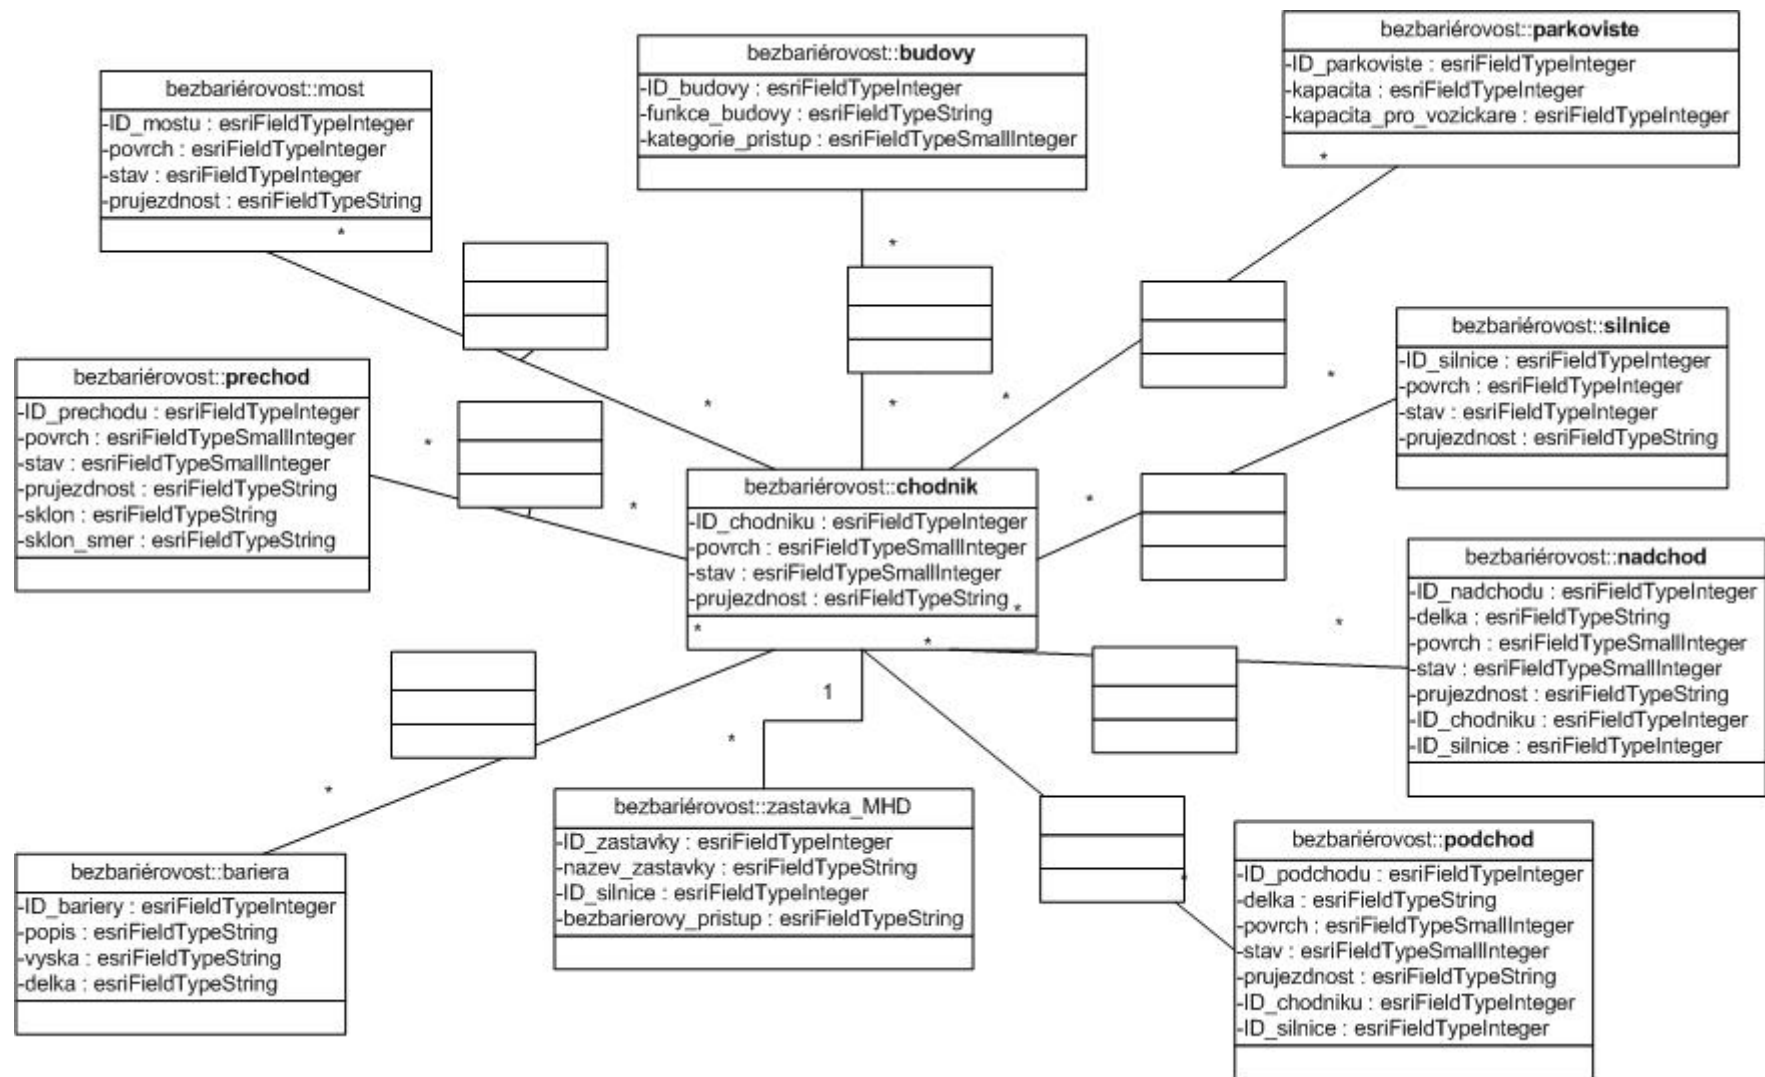 bezbariérovost::most
-ID_mostu : esriFieldTypeInteger
-povrch : esriFieldTypeInteger
-stav : esriFieldTypeInteger
-prujezdnost : esriFieldTypeString
*
bezbariérovost::budovy
-ID_budovy : esriFieldTypeInteger
-funkce_budovy : esriFieldTypeString
-kategorie_pristup : esriFieldTypeSmallInteger
*
bezbariérovost::parkoviste
-ID_parkoviste : esriFieldTypeInteger
-kapacita : esriFieldTypeInteger
-kapacita_pro_vozickare : esriFieldTypeInteger
*
bezbariérovost::silnice
-ID_silnice : esriFieldTypeInteger
-povrch : esriFieldTypeInteger
-stav : esriFieldTypeInteger
-prujezdnost : esriFieldTypeString
*
bezbariérovost::prechod
-ID_prechodu : esriFieldTypeInteger
-povrch : esriFieldTypeSmallInteger
-stav : esriFieldTypeSmallInteger
-prujezdnost : esriFieldTypeString
-sklon : esriFieldTypeString
-sklon_smer : esriFieldTypeString
*
*
*
*
*
*
bezbariérovost::chodnik
-ID_chodniku : esriFieldTypeInteger
-povrch : esriFieldTypeSmallInteger
-stav : esriFieldTypeSmallInteger
-prujezdnost : esriFieldTypeString
*
*
*
1
bezbariérovost::nadchod
-ID_nadchodu : esriFieldTypeInteger
-delka : esriFieldTypeString
-povrch : esriFieldTypeSmallInteger
-stav : esriFieldTypeSmallInteger
-prujezdnost : esriFieldTypeString
-ID_chodniku : esriFieldTypeInteger
-ID_silnice : esriFieldTypeInteger
*
*
bezbariérovost::bariera
-ID_bariery : esriFieldTypeInteger
-popis : esriFieldTypeString
-vyska : esriFieldTypeString
-delka : esriFieldTypeString
*
bezbariérovost::zastavka_MHD
-ID_zastavky : esriFieldTypeInteger
-nazev_zastavky : esriFieldTypeString
-ID_silnice : esriFieldTypeInteger
-bezbarierovy_pristup : esriFieldTypeString
*
bezbariérovost::podchod
-ID_podchodu : esriFieldTypeInteger
-delka : esriFieldTypeString
-povrch : esriFieldTypeSmallInteger
-stav : esriFieldTypeSmallInteger
-prujezdnost : esriFieldTypeString
-ID_chodniku : esriFieldTypeInteger
-ID_silnice : esriFieldTypeInteger